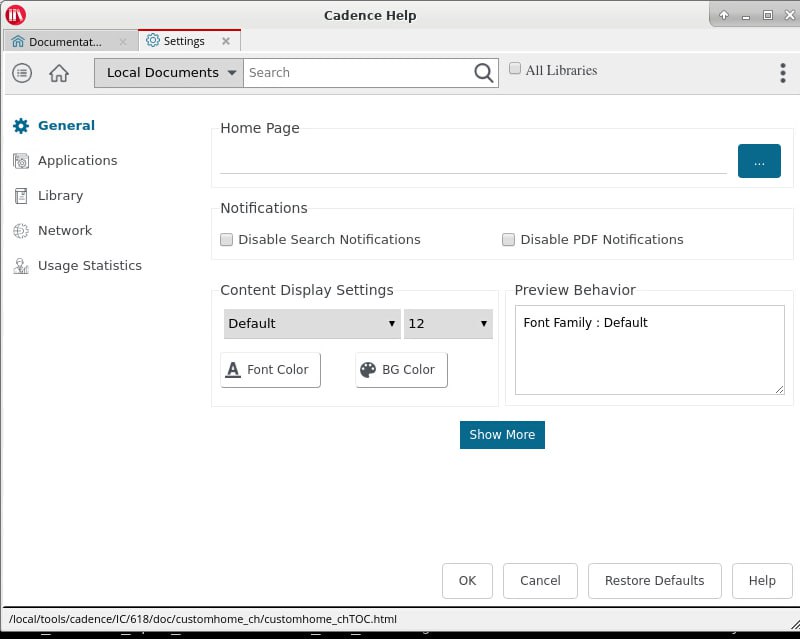 Cadence Help
Documentat...
Settings
Local Documents
Search
All Libraries
General
Applications
Library
Network
Usage Statistics
Home Page
...
Notifications
Disable Search Notifications
Disable PDF Notifications
Content Display Settings
Default
12
Font Color
BG Color
Preview Behavior
Font Family : Default
Show More
OK
Cancel
Restore Defaults
Help
/local/tools/cadence/IC/618/doc/customhome_ch/customhome_chTOC.html